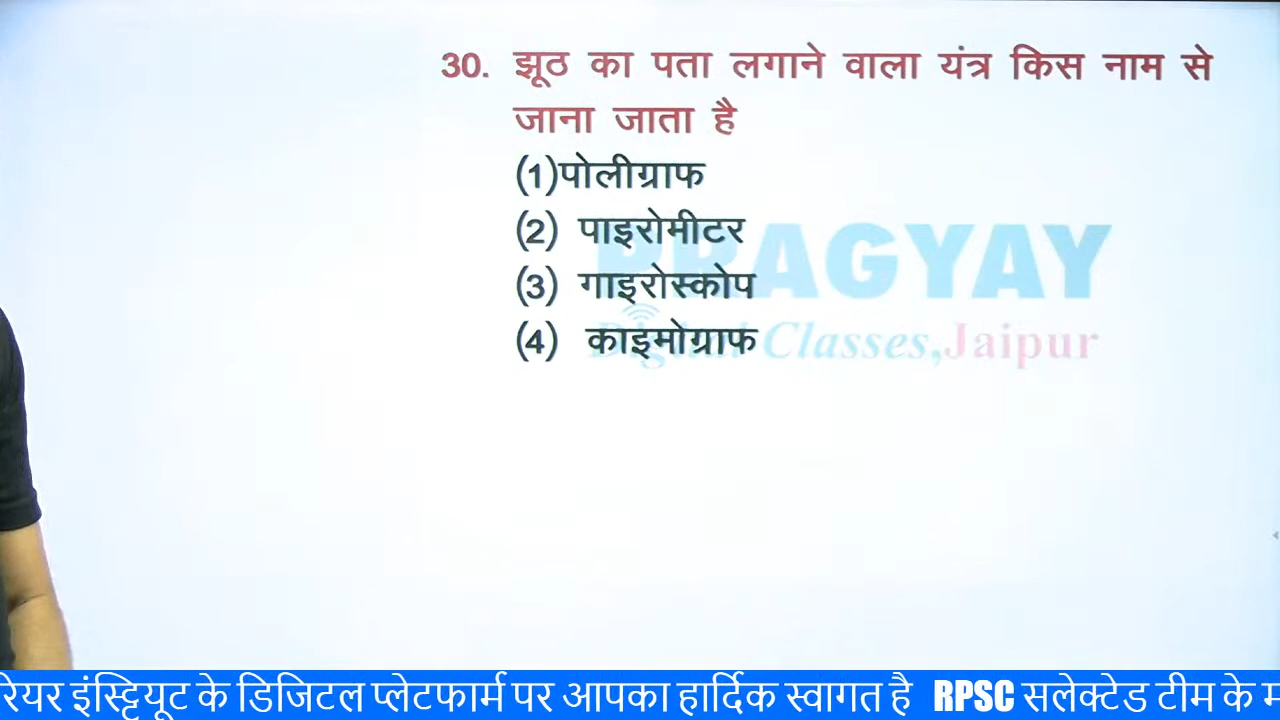 30. झूठ का पता लगाने वाला यंत्र किस नाम से
जाना जाता है
(1)पोलीग्राफ
(2) पाइरोमीटर
(3) गाइरोस्कोप
(4) काइमोग्राफ
PRAGYAY
Digital Classes,Jaipur
रियर इंस्टिट्यूट के डिजिटल प्लेटफार्म पर आपका हार्दिक स्वागत है RPSC सलेक्टेड टीम के म